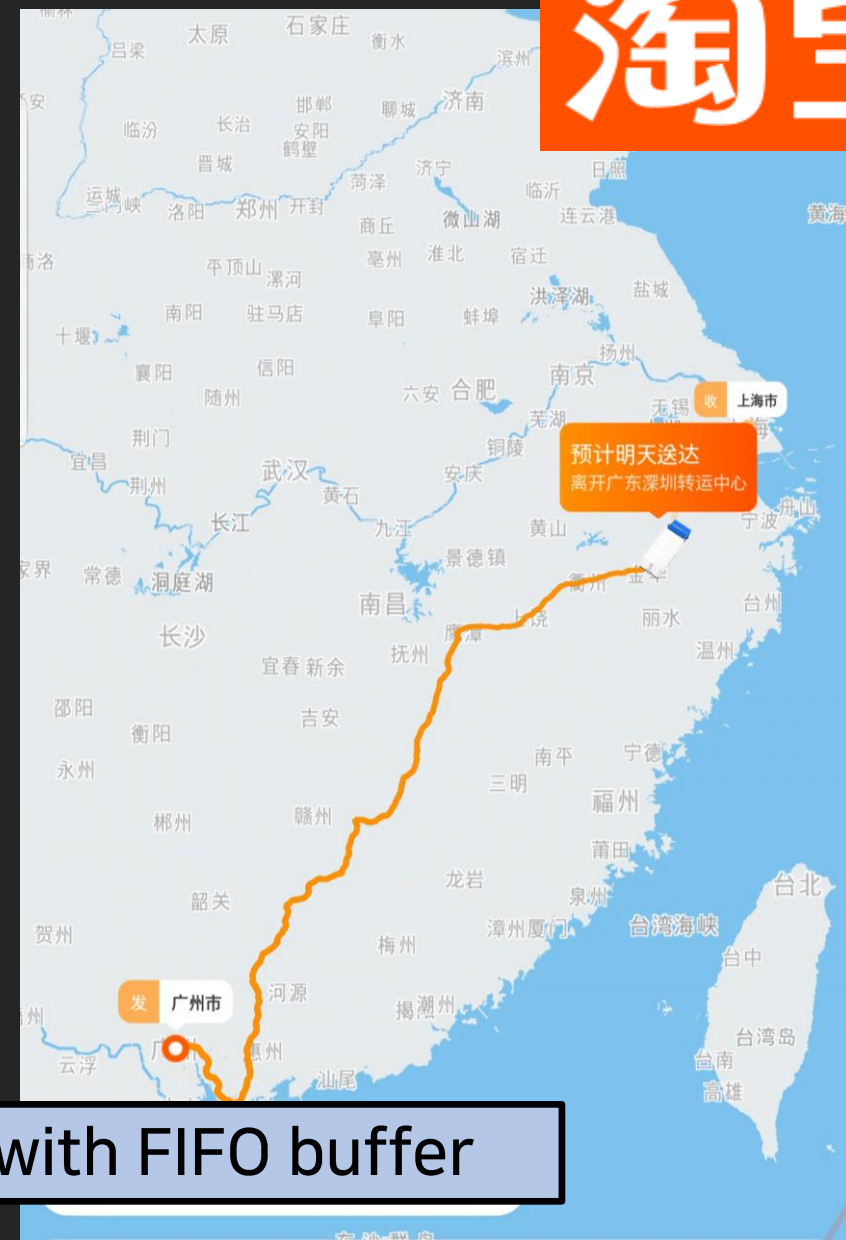 太原
石家庄
衡水
吕梁
滨州
淘
邯郸
聊城
济南
临汾
长治
安阳
鹤壁
晋城
济宁
日照
菏泽
临沂
运城
洛阳
郑州
开封
商丘
微山湖
连云港
黄海
亳州
淮北
宿迁
平顶山
漯河
洪泽湖
盐城
南阳
驻马店
阜阳
蚌埠
十堰
扬州
襄阳
信阳
南京
随州
六安
合肥
无锡
收
上海市
芜湖
荆门
铜陵
预计明天送达
宜昌
武汉
安庆
离开广东深圳转运中心
荆州
黄石
舟山
长江
九江
黄山
宁波
景德镇
常德
洞庭湖
衢州
金华
南昌
台州
上饶
丽水
长沙
鹰潭
温州
抚州
宜春
新余
邵阳
吉安
衡阳
南平
宁德
永州
三明
福州
郴州
赣州
莆田
龙岩
台北
韶关
泉州
贺州
漳州
厦门
台湾海峡
梅州
台中
河源
发
广州市
潮州
台湾岛
惠州
云浮
台南
汕尾
高雄
with FIFO buffer